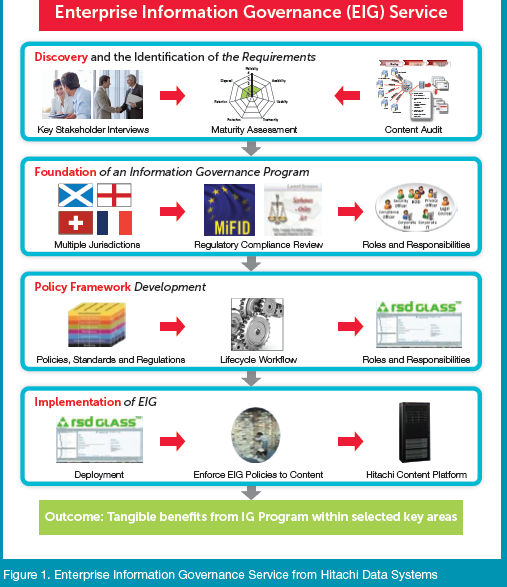 Enterprise Information Governance (EIG) Service
Discovery and the Identification of the Requirements
Key Stakeholder Interviews
Maturity Assessment
Content Audit
Foundation of an Information Governance Program
MiFID
Multiple Jurisdictions
Regulatory Compliance Review
Roles and Responsibilities
Policy Framework Development
rsd GLASS™
Policies, Standards and Regulations
Lifecycle Workflow
Roles and Responsibilities
Implementation of EIG
rsd GLASS™
Deployment
Enforce EIG Policies to Content
Hitachi Content Platform
Outcome: Tangible benefits from IG Program within selected key areas
Figure 1. Enterprise Information Governance Service from Hitachi Data Systems